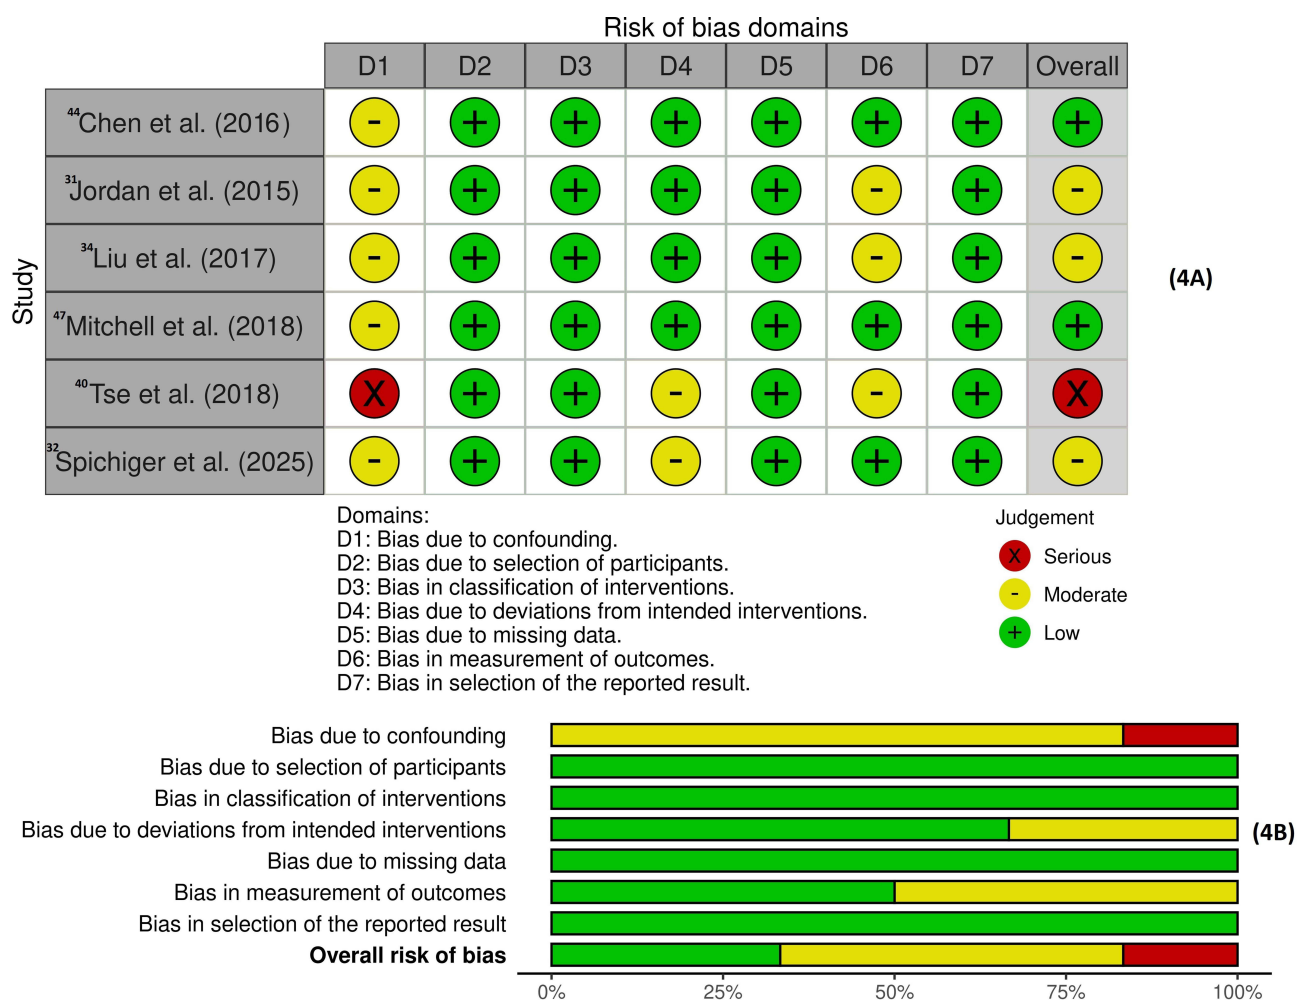 Risk of bias domains
D1 D2 D3 D4 D5 D6 D7 Overall
Study
44Chen et al. (2016) - + + + + + + +
31Jordan et al. (2015) - + + + + - + -
34Liu et al. (2017) - + + + + - + -
47Mitchell et al. (2018) - + + + + + + +
40Tse et al. (2018) X + + - + - + X
32Spichiger et al. (2025) - + + - + + + -
(4A)
Domains:
D1: Bias due to confounding.
D2: Bias due to selection of participants.
D3: Bias in classification of interventions.
D4: Bias due to deviations from intended interventions.
D5: Bias due to missing data.
D6: Bias in measurement of outcomes.
D7: Bias in selection of the reported result.
Judgement
X Serious
- Moderate
+ Low
Bias due to confounding
Bias due to selection of participants
Bias in classification of interventions
Bias due to deviations from intended interventions
Bias due to missing data
Bias in measurement of outcomes
Bias in selection of the reported result
Overall risk of bias
(4B)
0% 25% 50% 75% 100%